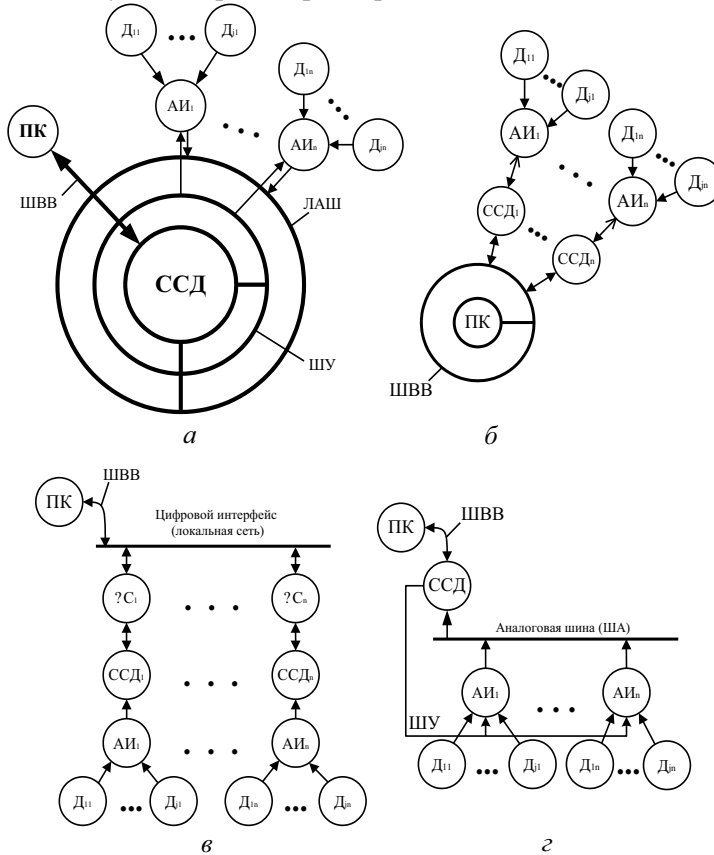 Д₁₁ ••• Дⱼ₁
АИ₁
Д₁ₙ
АИₙ
Дⱼₙ
ПК
ШВВ
ЛАШ
ССД
ШУ
а
Д₁₁
Дⱼ₁
АИ₁
Д₁ₙ
Дⱼₙ
АИₙ
ССД₁
ССДₙ
ПК
ШВВ
б
ШВВ
ПК
Цифровой интерфейс
(локальная сеть)
?С₁ . . . ?Сₙ
ССД₁ . . . ССДₙ
АИ₁ . . . АИₙ
Д₁₁ ••• Дⱼ₁ Д₁ₙ ••• Дⱼₙ
в
ШВВ
ПК
ССД
Аналоговая шина (ША)
АИ₁ . . . АИₙ
ШУ
Д₁₁ ••• Дⱼ₁ Д₁ₙ ••• Дⱼₙ
г